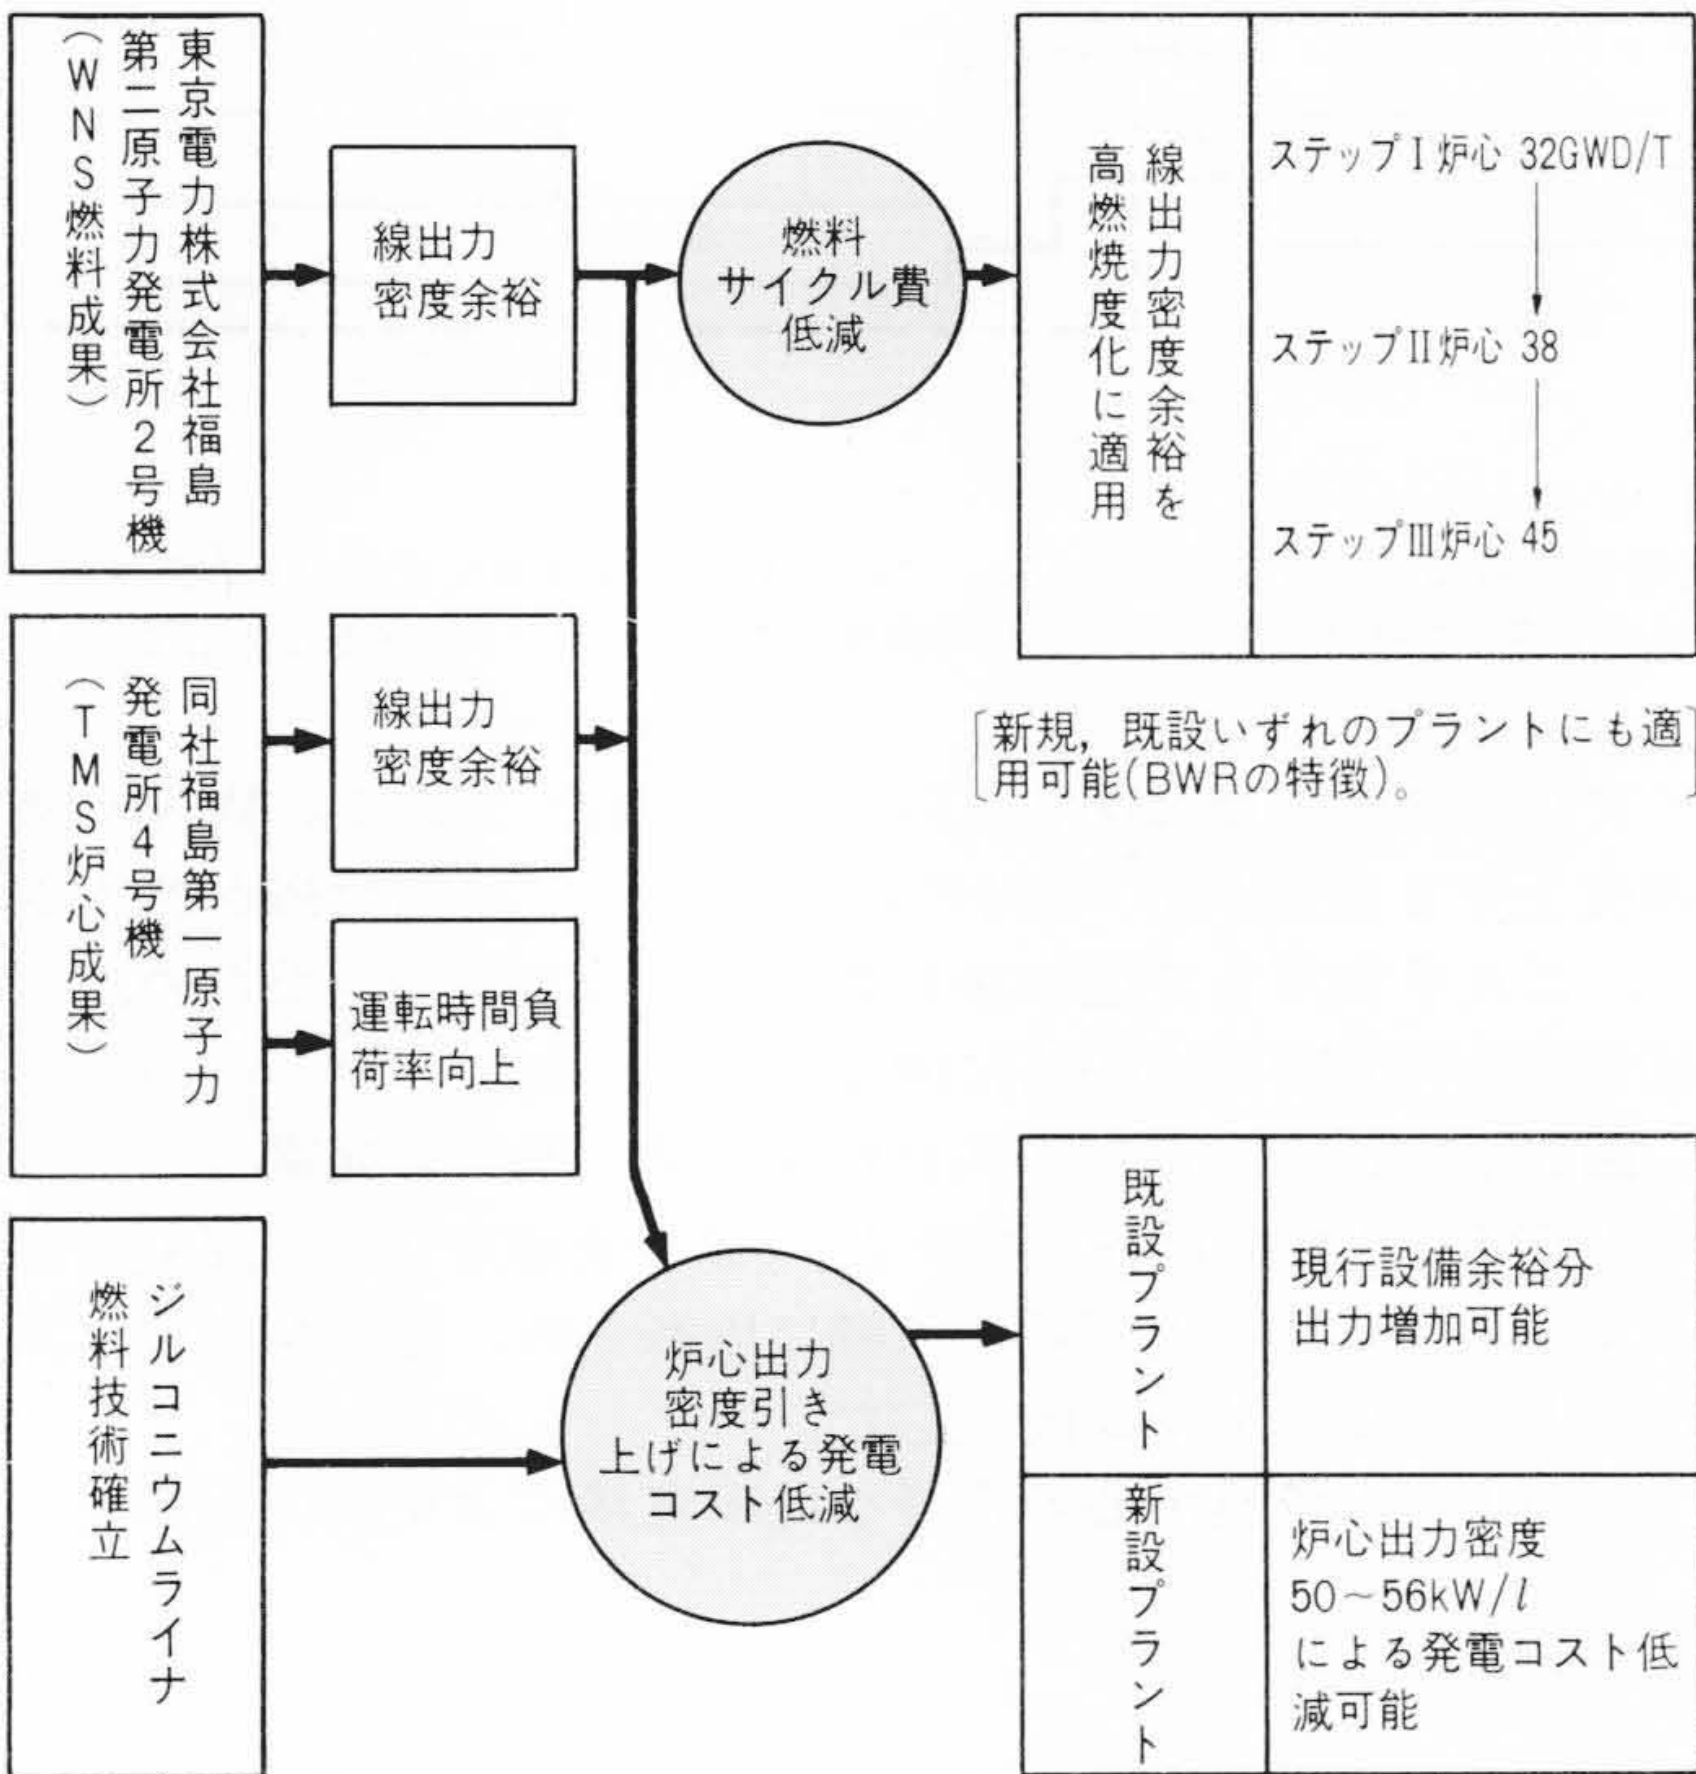 東京電力株式会社福島
第二原子力発電所2号機
(WNS燃料成果)
線出力
密度余裕
燃料
サイクル費
低減
線出力密度余裕を
高燃焼度化に適用
ステップⅠ炉心 32GWD/T
ステップⅡ炉心 38
ステップⅢ炉心 45
[新規,既設いずれのプラントにも適
用可能(BWRの特徴)。]
同社福島第一原子力
発電所4号機
(TMS炉心成果)
線出力
密度余裕
運転時間負
荷率向上
ジルコニウムライナ
燃料技術確立
炉心出力
密度引き
上げによる発電
コスト低減
既設プラント
現行設備余裕分
出力増加可能
新設プラント
炉心出力密度
50~56kW/l
による発電コスト低
減可能